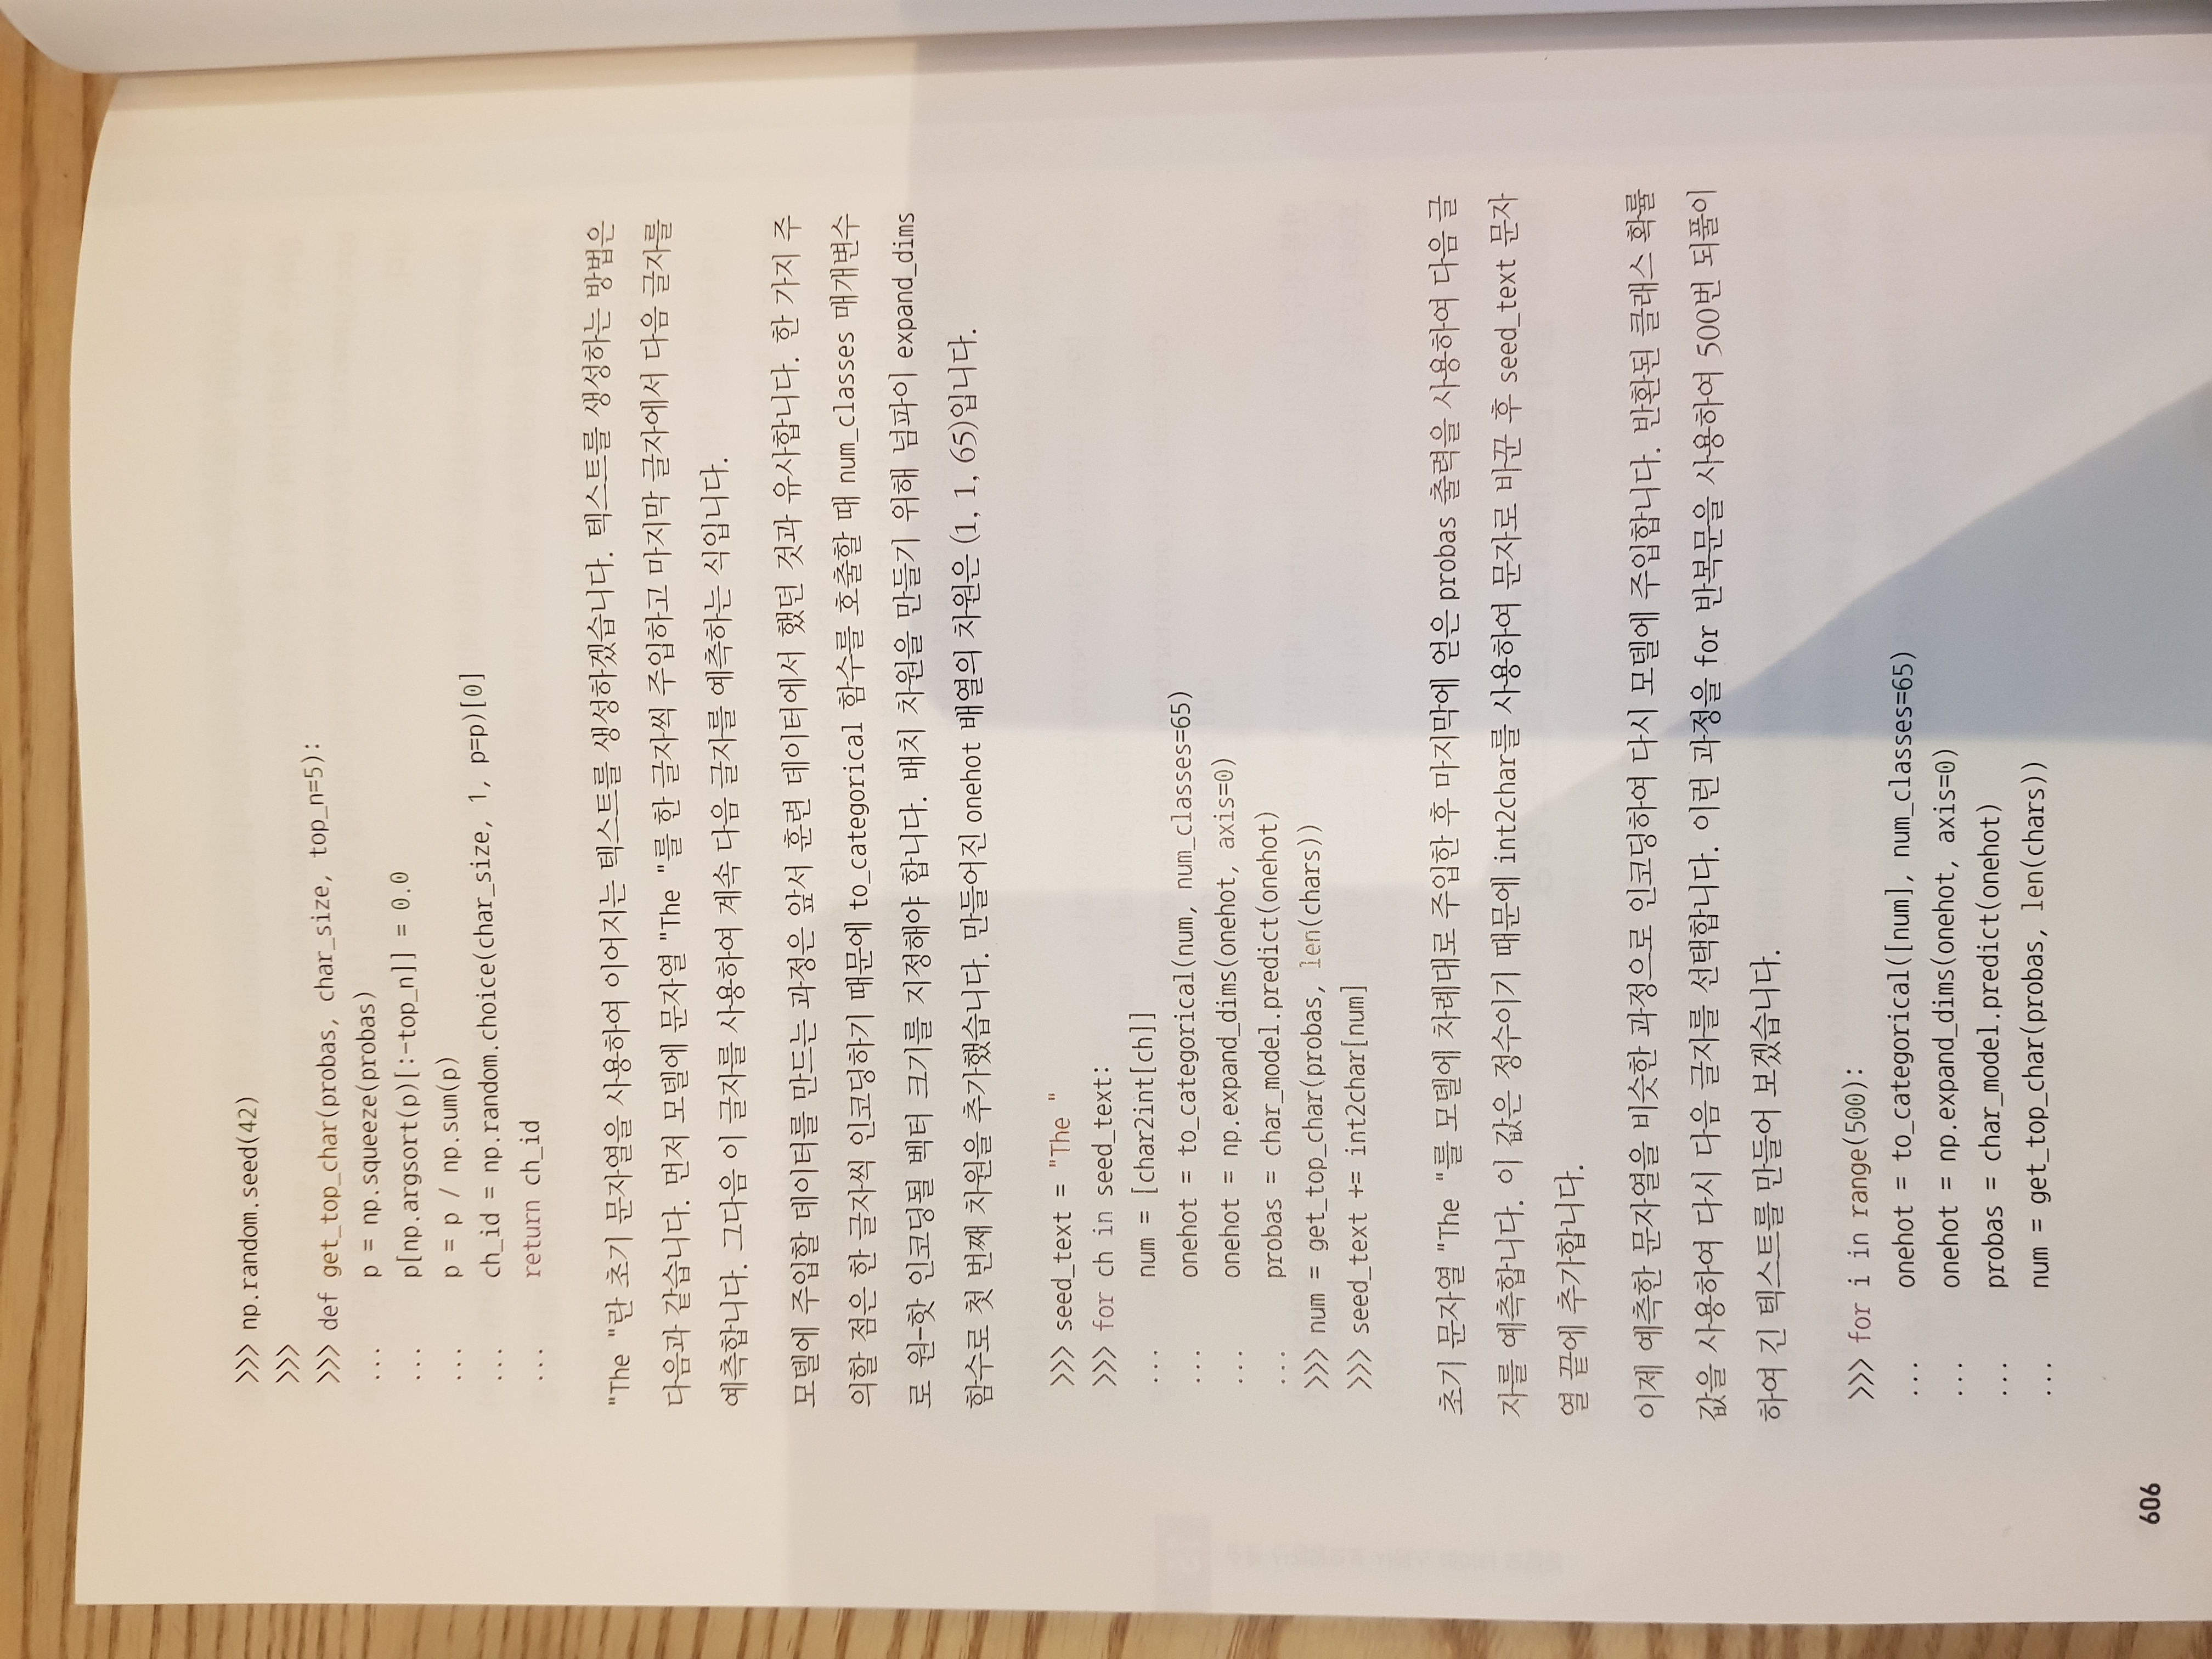 >>> np.random.seed(42)
>>>
>>> def get_top_char(probas, char_size, top_n=5):
...     p = np.squeeze(probas)
...     p[np.argsort(p)[:-top_n]] = 0.0
...     p = p / np.sum(p)
...     ch_id = np.random.choice(char_size, 1, p=p)[0]
...     return ch_id
"The "란 초기 문자열을 사용하여 이어지는 텍스트를 생성하겠습니다. 텍스트를 생성하는 방법은
다음과 같습니다. 먼저 모델에 문자열 "The "를 한 글자씩 주입하고 마지막 글자에서 다음 글자를
예측합니다. 그다음 이 글자를 사용하여 계속 다음 글자를 예측하는 식입니다.
모델에 주입할 데이터를 만드는 과정은 앞서 훈련 데이터에서 했던 것과 유사합니다. 한 가지 주
의할 점은 한 글자씩 인코딩하기 때문에 to_categorical 함수를 호출할 때 num_classes 매개변수
로 원-핫 인코딩될 벡터 크기를 지정해야 합니다. 배치 차원을 만들기 위해 넘파이 expand_dims
함수로 첫 번째 차원을 추가했습니다. 만들어진 onehot 배열의 차원은 (1, 1, 65)입니다.
>>> seed_text = "The "
>>> for ch in seed_text:
...     num = [char2int[ch]]
...     onehot = to_categorical(num, num_classes=65)
...     onehot = np.expand_dims(onehot, axis=0)
...     probas = char_model.predict(onehot)
>>> num = get_top_char(probas, len(chars))
>>> seed_text += int2char[num]
초기 문자열 "The "를 모델에 차례대로 주입한 후 마지막에 얻은 probas 출력을 사용하여 다음 글
자를 예측합니다. 이 값은 정수이기 때문에 int2char를 사용하여 문자로 바꾼 후 seed_text 문자
열 끝에 추가합니다.
이제 예측한 문자열을 비슷한 과정으로 인코딩하여 다시 모델에 주입합니다. 반환된 클래스 확률
값을 사용하여 다시 다음 글자를 선택합니다. 이런 과정을 for 반복문을 사용하여 500번 되풀이
하여 긴 텍스트를 만들어 보겠습니다.
>>> for i in range(500):
...     onehot = to_categorical([num], num_classes=65)
...     onehot = np.expand_dims(onehot, axis=0)
...     probas = char_model.predict(onehot)
...     num = get_top_char(probas, len(chars))
606